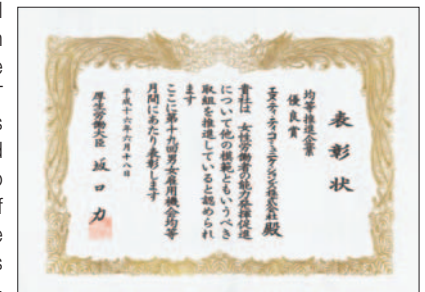 表彰状
均等推進企業
優良賞
エヌ・ティ・ティ・コミュニケーションズ株式会社 殿
貴社は 女性労働者の能力発揮促進
について他の模範ともいうべき
取組を推進していると認められ
ます
ここに第十九回男女雇用機会均等
月間にあたり表彰します
平成十六年六月十八日
厚生労働大臣 坂口 力